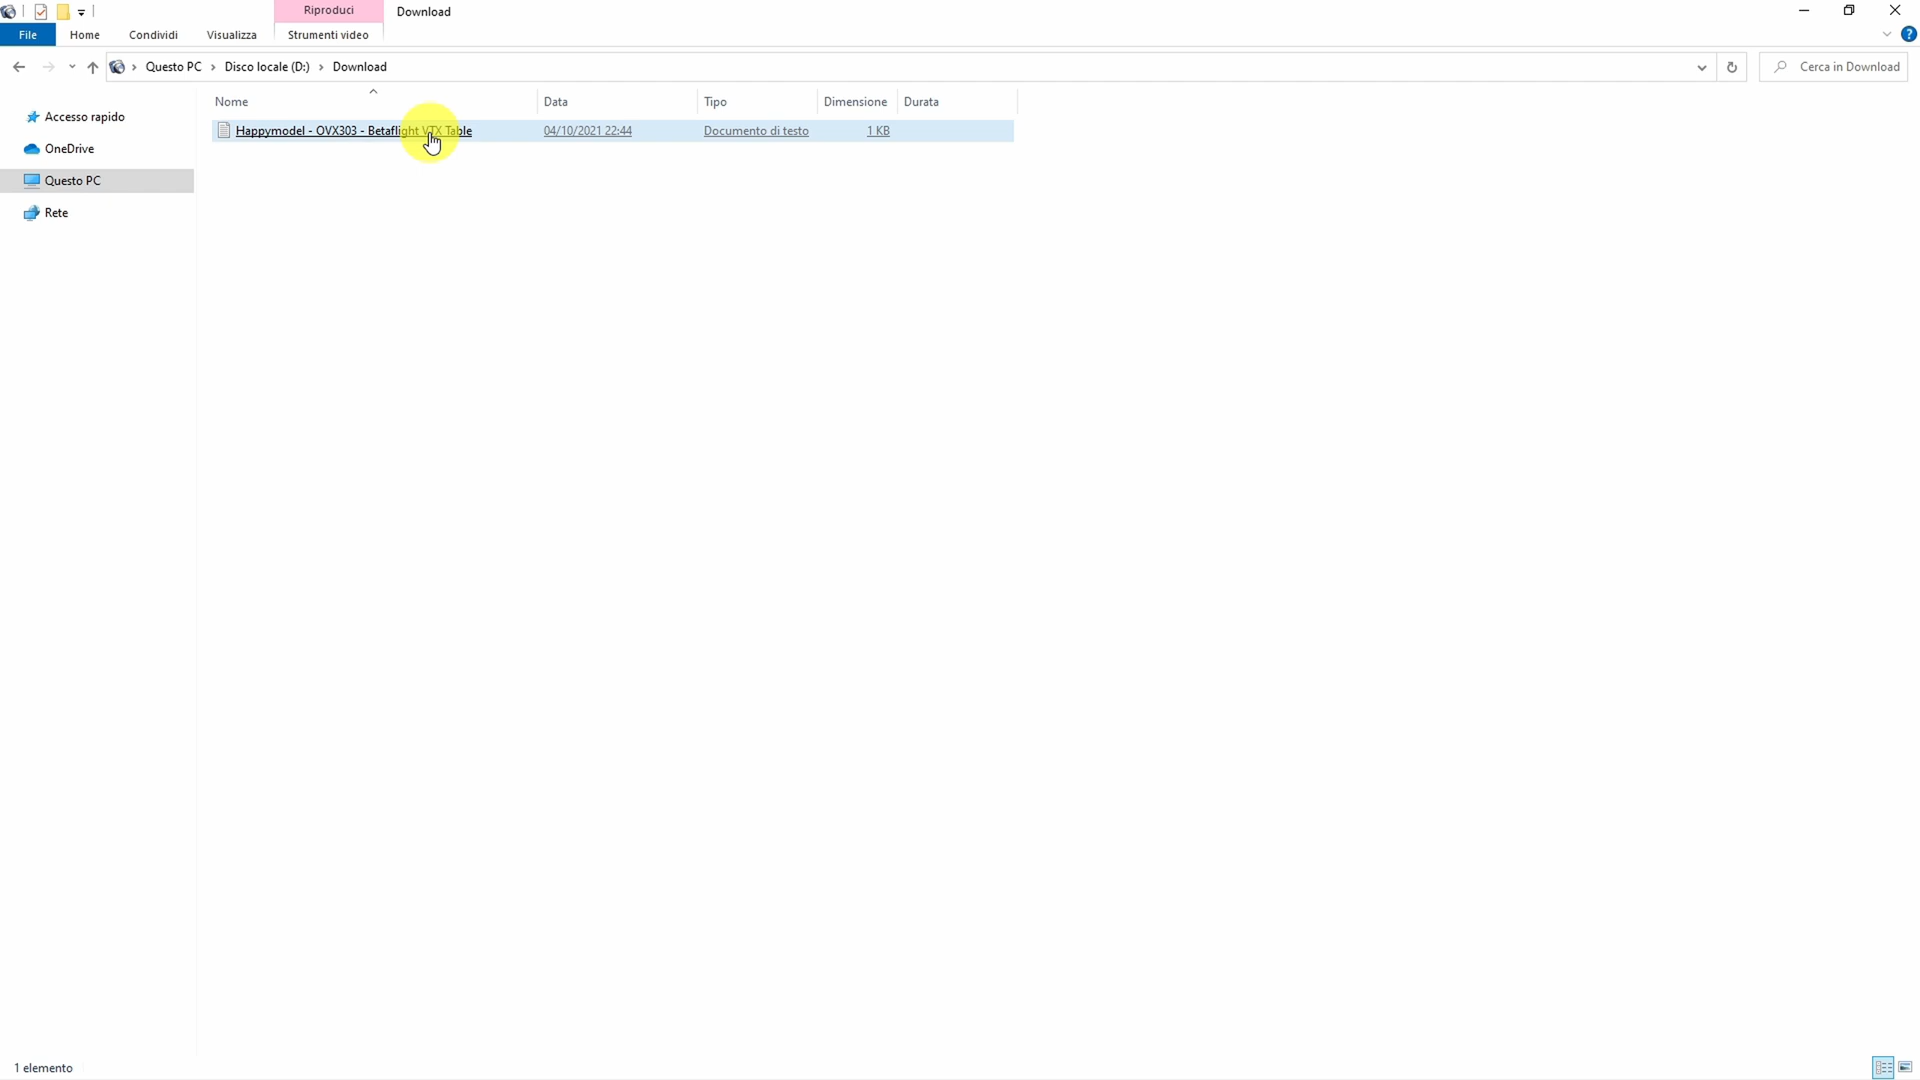 Riproduci Download
File Home Condividi Visualizza Strumenti video
Questo PC Disco locale (D:) Download Cerca in Download
Nome Data Tipo Dimensione Durata
Happymodel - OVX303 - Betaflight VTX Table 04/10/2021 22:44 Documento di testo 1 KB
Accesso rapido
OneDrive
Questo PC
Rete
1 elemento